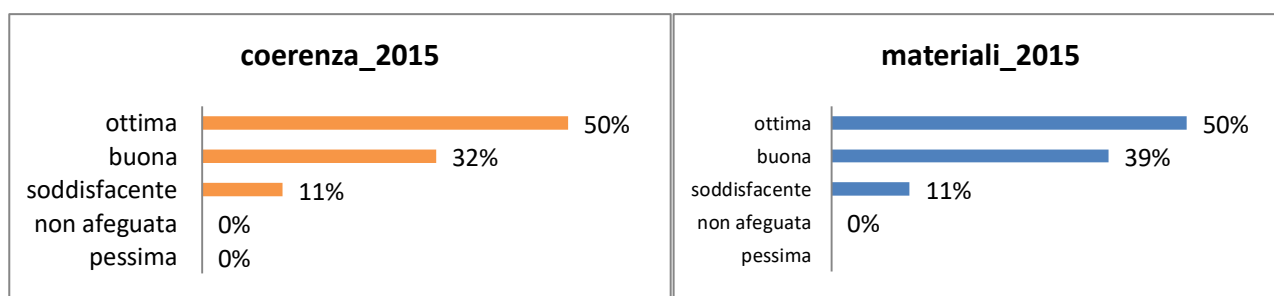 coerenza_2015
ottima 50%
buona 32%
soddisfacente 11%
non afeguata 0%
pessima 0%
materiali_2015
ottima 50%
buona 39%
soddisfacente 11%
non afeguata 0%
pessima